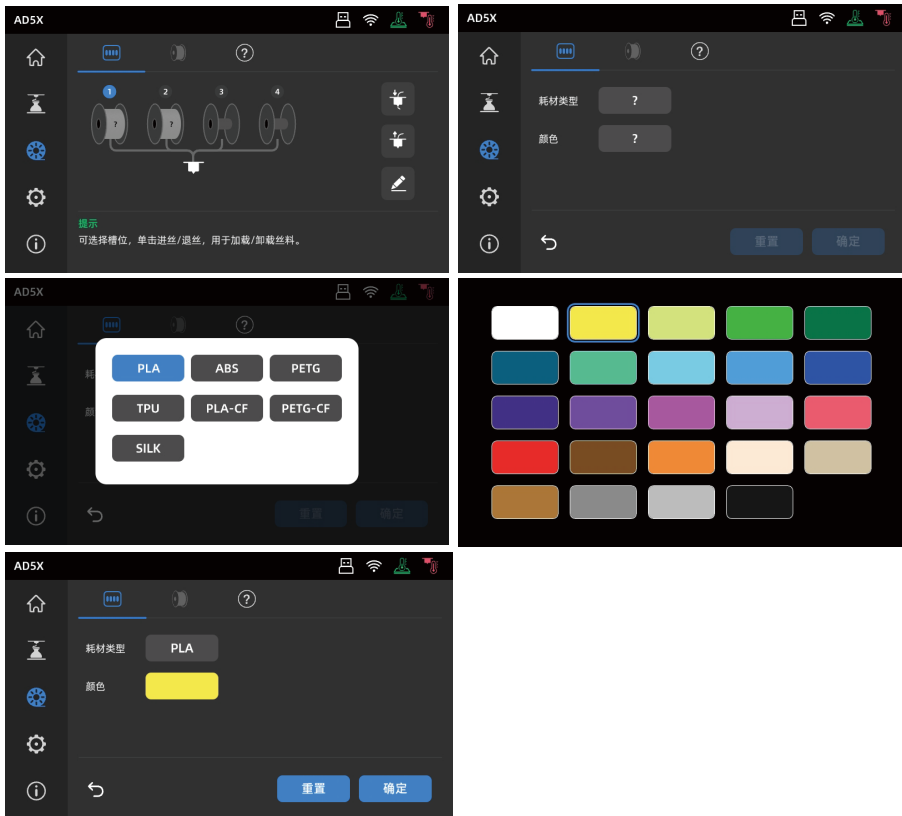 AD5X
?
1 2 3 4
? ?
提示
可选择槽位，单击进丝/退丝，用于加载/卸载丝料。
AD5X
?
耗材类型 ?
颜色 ?
重置 确定
AD5X
?
PLA ABS PETG
TPU PLA-CF PETG-CF
SILK
耗
颜
重置 确定
AD5X
?
耗材类型 PLA
颜色
重置 确定